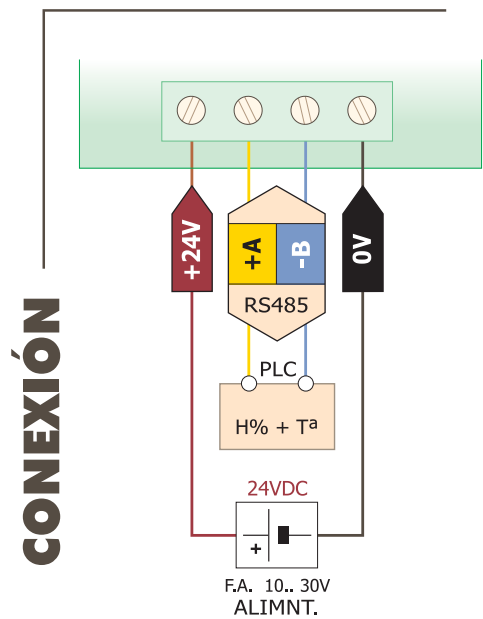 CONEXIÓN
+24V
+A
-B
0V
RS485
PLC
H% + Tª
24VDC
+
F.A. 10.. 30V
ALIMNT.